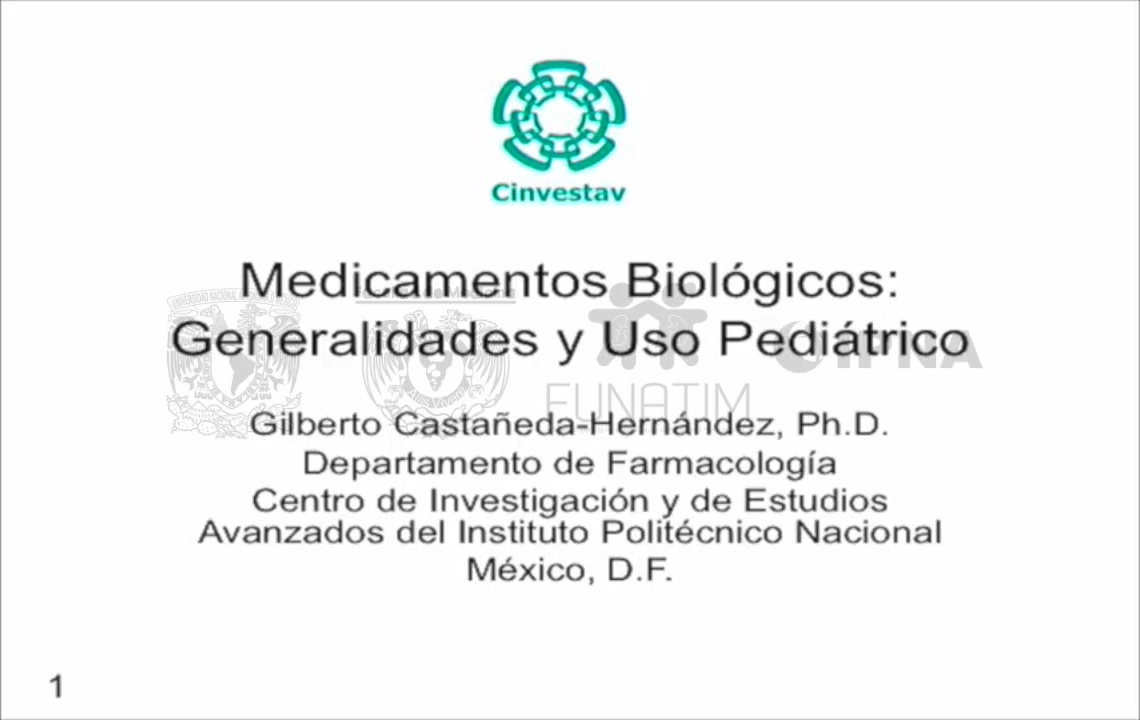 Cinvestav
Medicamentos Biológicos:
Generalidades y Uso Pediátrico
FUNATIM
Gilberto Castañeda-Hernández, Ph.D.
Departamento de Farmacología
Centro de Investigación y de Estudios
Avanzados del Instituto Politécnico Nacional
México, D.F.
1